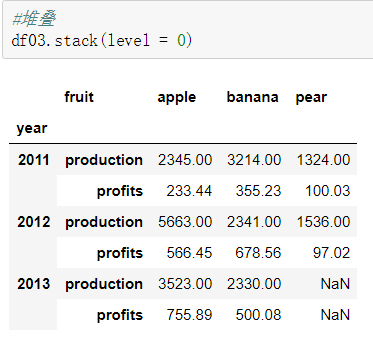 #堆叠
df03.stack(level = 0)
fruit apple banana pear
year
2011 production 2345.00 3214.00 1324.00
profits 233.44 355.23 100.03
2012 production 5663.00 2341.00 1536.00
profits 566.45 678.56 97.02
2013 production 3523.00 2330.00 NaN
profits 755.89 500.08 NaN